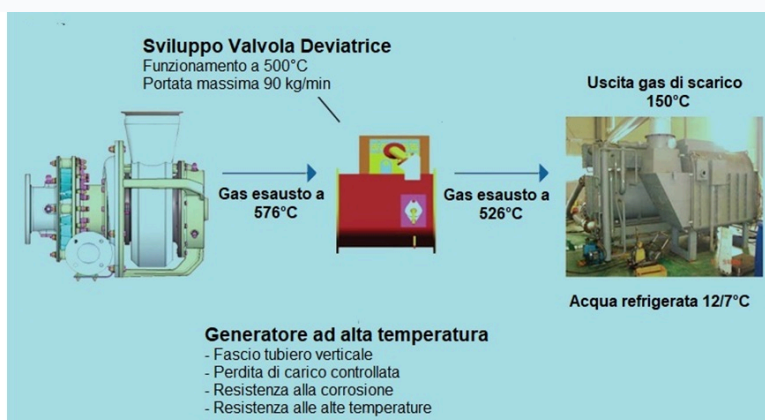 Sviluppo Valvola Deviatrice
Funzionamento a 500°C
Portata massima 90 kg/min
Uscita gas di scarico
150°C
Gas esausto a
576°C
Gas esausto a
526°C
Acqua refrigerata 12/7°C
Generatore ad alta temperatura
- Fascio tubiero verticale
- Perdita di carico controllata
- Resistenza alla corrosione
- Resistenza alle alte temperature